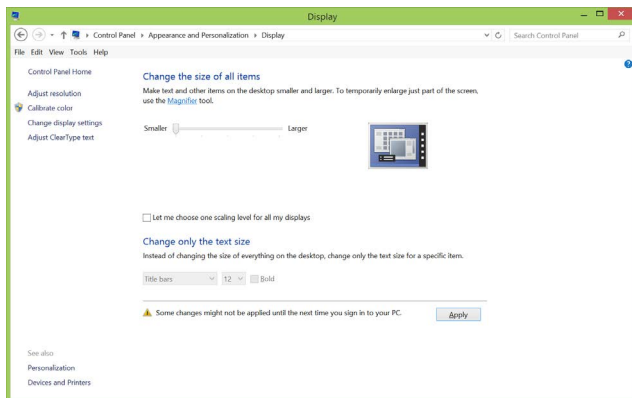 Display
Control Panel Appearance and Personalization Display
Search Control Panel
File Edit View Tools Help
Control Panel Home
Adjust resolution
Calibrate color
Change display settings
Adjust ClearType text
Change the size of all items
Make text and other items on the desktop smaller and larger. To temporarily enlarge just part of the screen,
use the Magnifier tool.
Smaller Larger
Let me choose one scaling level for all my displays
Change only the text size
Instead of changing the size of everything on the desktop, change only the text size for a specific item.
Title bars 12 Bold
Some changes might not be applied until the next time you sign in to your PC.
Apply
See also
Personalization
Devices and Printers